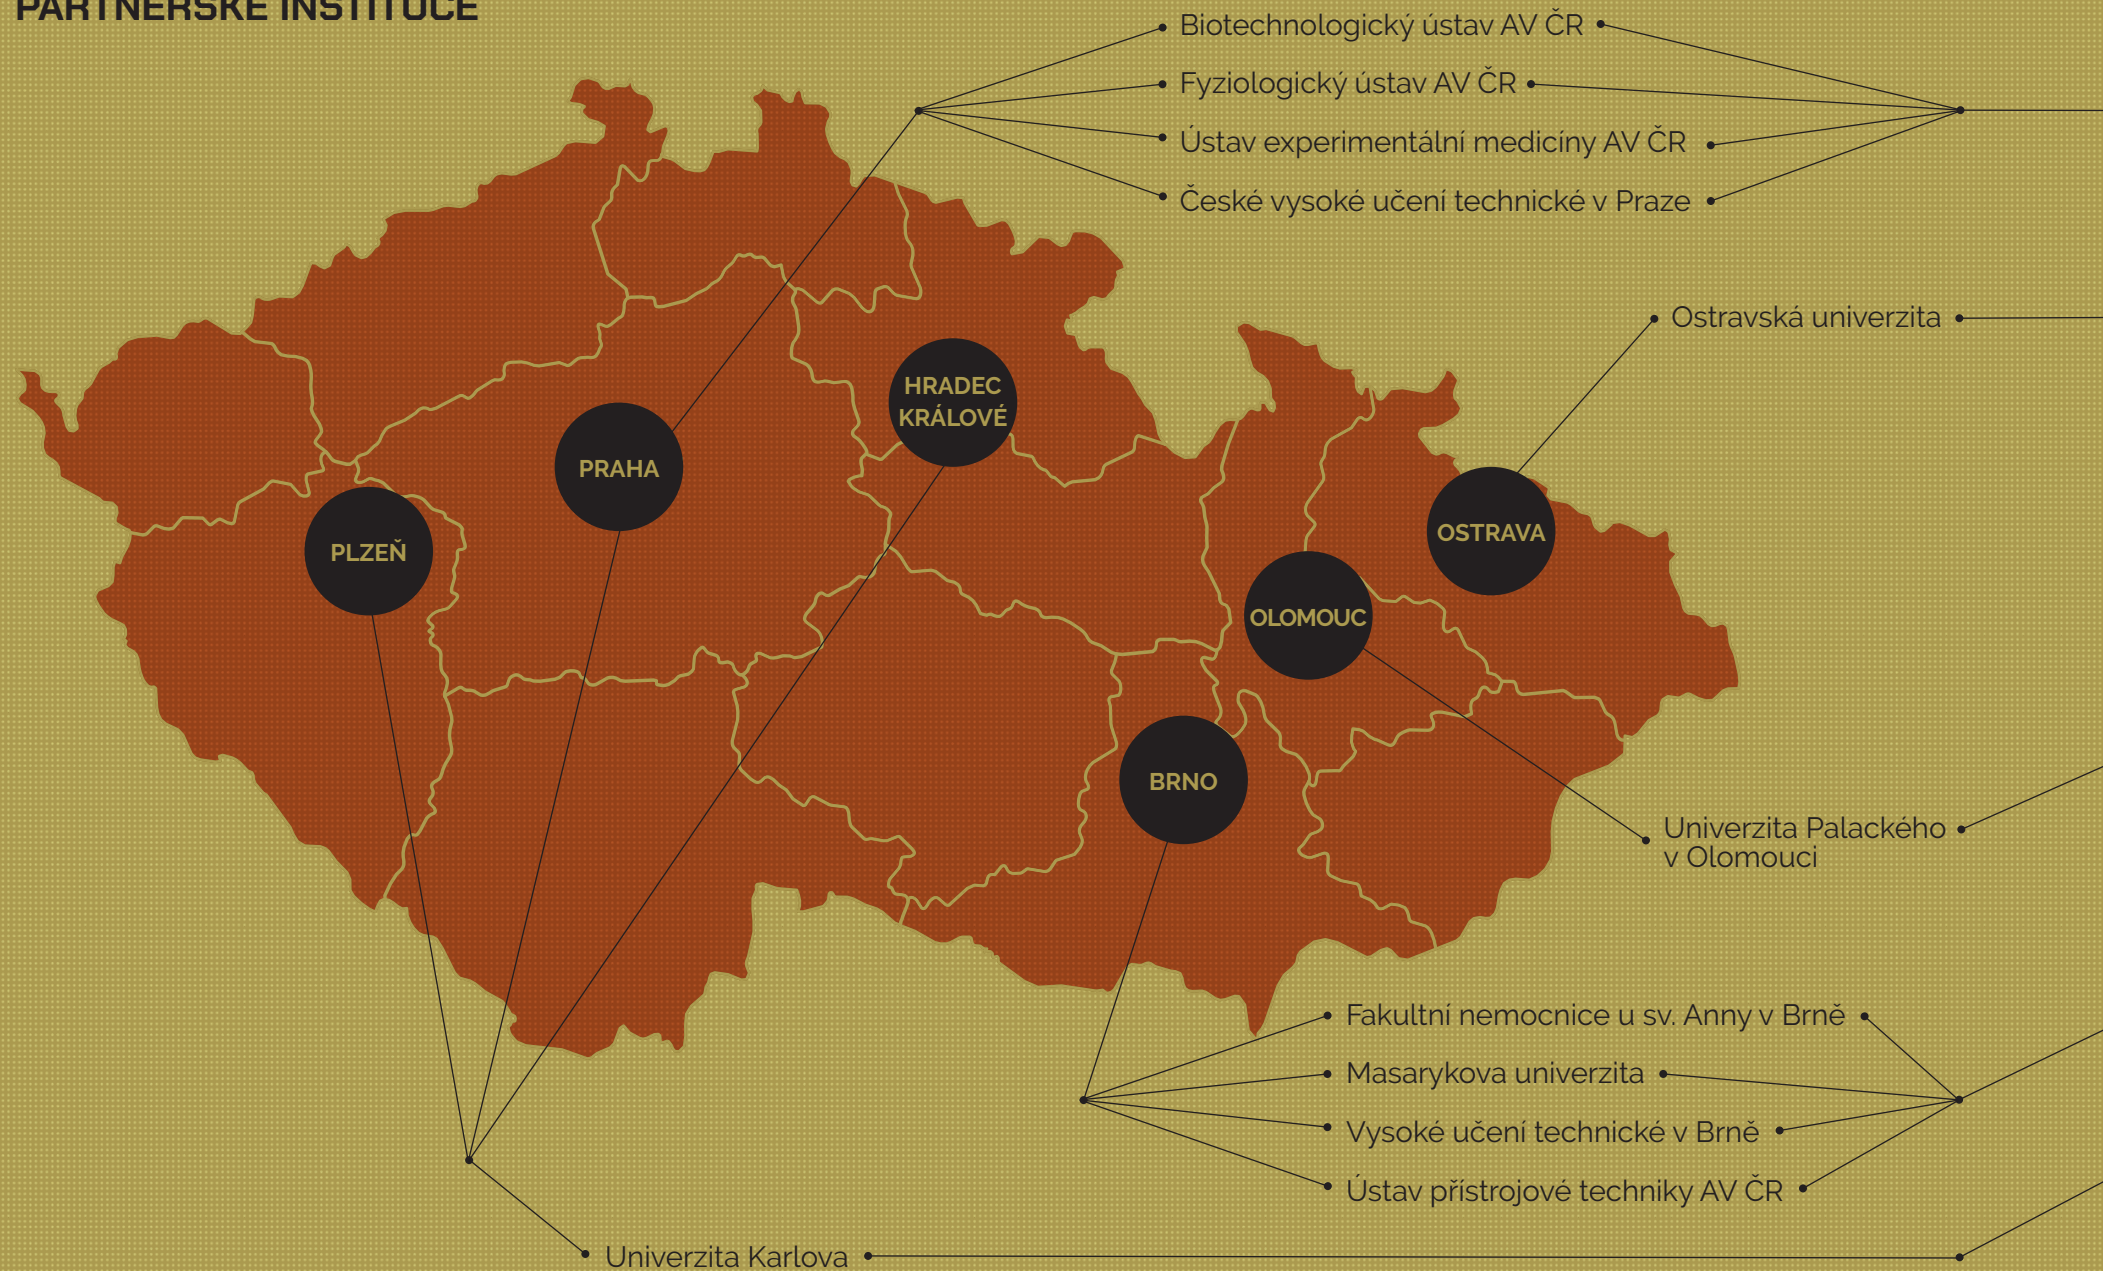 PARTNERSKÉ INSTITUCE
Biotechnologický ústav AV ČR
Fyziologický ústav AV ČR
Ústav experimentální medicíny AV ČR
České vysoké učení technické v Praze
Ostravská univerzita
HRADEC
KRÁLOVÉ
PRAHA
PLZEŇ
OSTRAVA
OLOMOUC
BRNO
Univerzita Palackého
v Olomouci
Fakultní nemocnice u sv. Anny v Brně
Masarykova univerzita
Vysoké učení technické v Brně
Ústav přístrojové techniky AV ČR
Univerzita Karlova